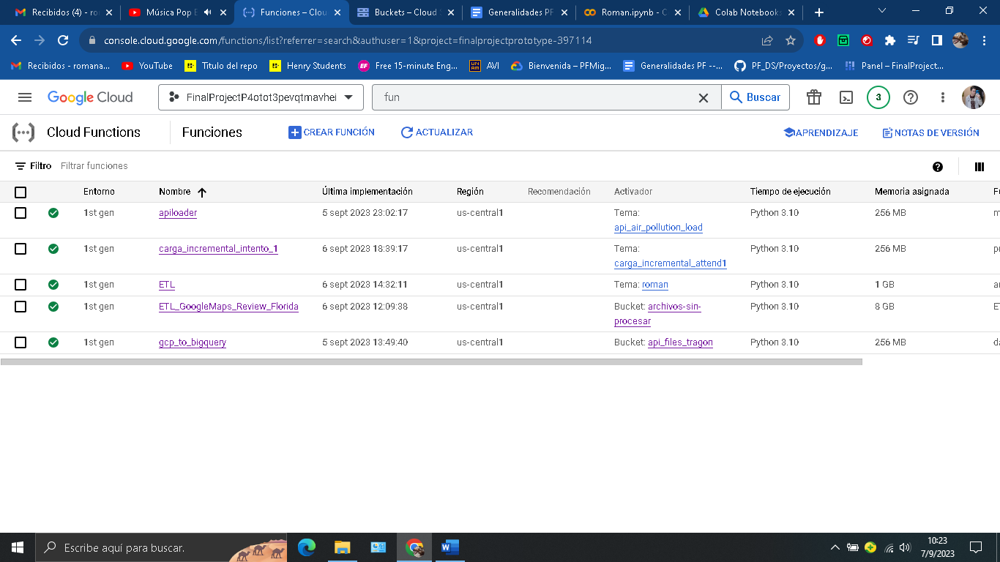 Recibidos (4) - ro
Música Pop E
Funciones – Clou
Buckets – Cloud
Generalidades PF
Roman.ipynb - C
Colab Notebooks
console.cloud.google.com/functions/list?referrer=search&authuser=1&project=finalprojectprototype-397114
Recibidos - romana...
YouTube
Titulo del repo
Henry Students
EF Free 15-minute Eng...
AVI
Bienvenida – PFMig...
Generalidades PF --...
PF_DS/Proyectos/g...
Panel – FinalProject...
Google Cloud
FinalProjectP4otot3pevqtmavhei
fun
Buscar
3
Cloud Functions
Funciones
CREAR FUNCIÓN
ACTUALIZAR
APRENDIZAJE
NOTAS DE VERSIÓN
Filtro Filtrar funciones
Entorno Nombre Última implementación Región Recomendación Activador Tiempo de ejecución Memoria asignada F
1st gen apiloader 5 sept 2023 23:02:17 us-central1 Tema: Python 3.10 256 MB m
api_air_pollution_load
1st gen carga_incremental_intento_1 6 sept 2023 18:39:17 us-central1 Tema: Python 3.10 256 MB p
carga_incremental_attend1
1st gen ETL 6 sept 2023 14:32:11 us-central1 Tema: roman Python 3.10 1 GB a
1st gen ETL_GoogleMaps_Review_Florida 6 sept 2023 12:09:38 us-central1 Bucket: archivos-sin- Python 3.10 8 GB E
procesar
1st gen gcp_to_bigquery 5 sept 2023 13:49:40 us-central1 Bucket: api_files_tragon Python 3.10 256 MB d
Escribe aquí para buscar.
10:23
7/9/2023